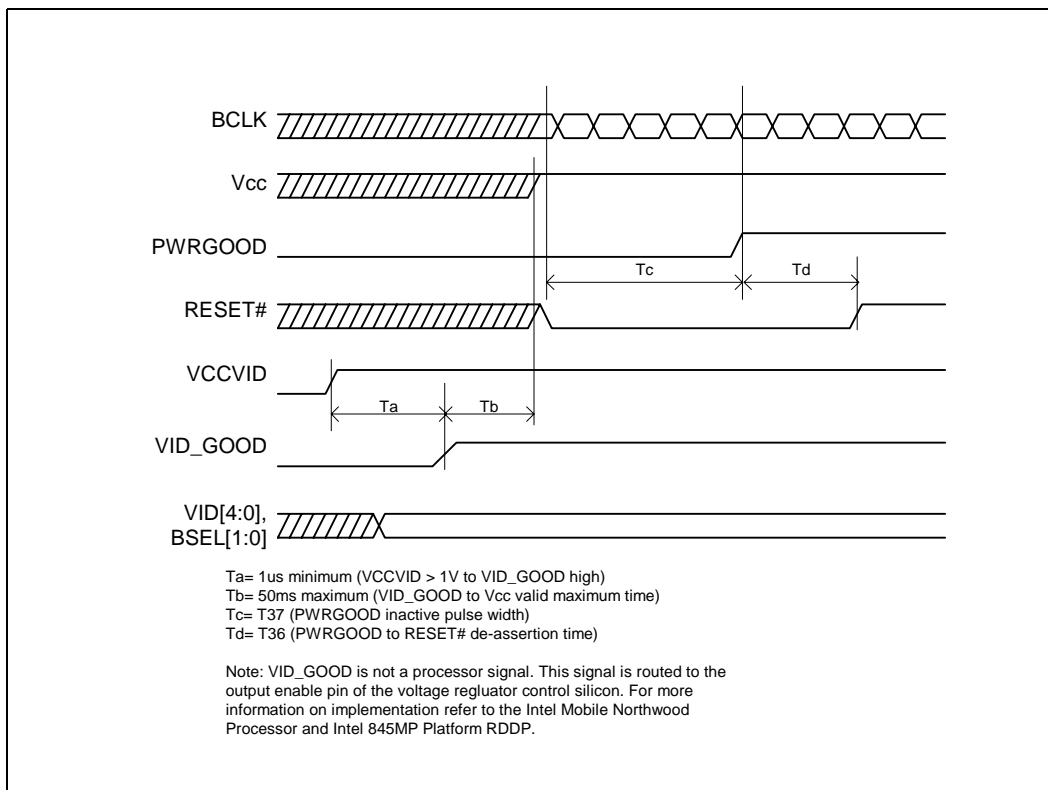 BCLK
Vcc
PWRGOOD
Tc
Td
RESET#
VCCVID
Ta
Tb
VID_GOOD
VID[4:0],
BSEL[1:0]
Ta= 1us minimum (VCCVID > 1V to VID_GOOD high)
Tb= 50ms maximum (VID_GOOD to Vcc valid maximum time)
Tc= T37 (PWRGOOD inactive pulse width)
Td= T36 (PWRGOOD to RESET# de-assertion time)
Note: VID_GOOD is not a processor signal. This signal is routed to the
output enable pin of the voltage regluator control silicon. For more
information on implementation refer to the Intel Mobile Northwood
Processor and Intel 845MP Platform RDDP.